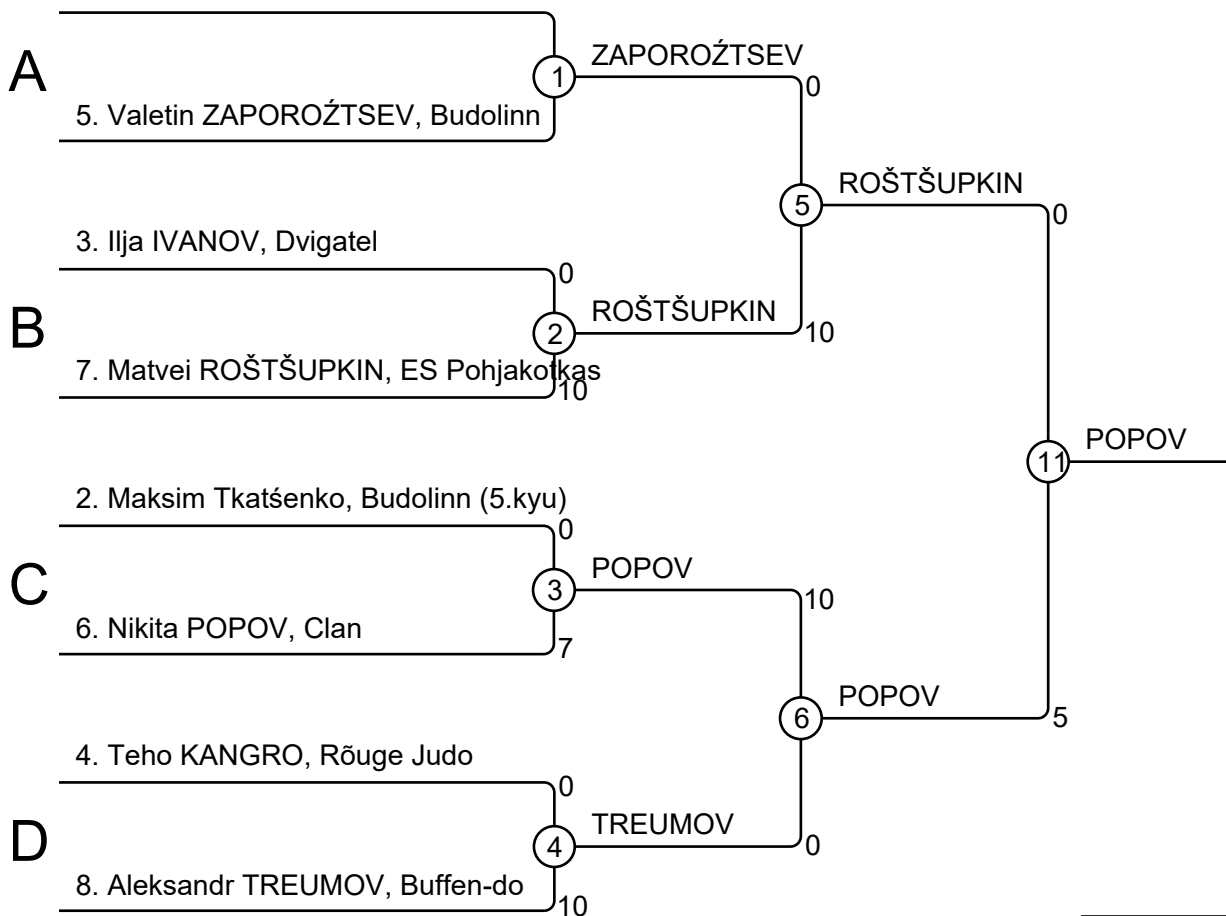 ZAPOROŹTSEV
A
1
0
5. Valetin ZAPOROŹTSEV, Budolinn
ROŠTŠUPKIN
5
0
3. Ilja IVANOV, Dvigatel
0
ROŠTŠUPKIN
B
2
10
7. Matvei ROŠTŠUPKIN, ES Pohjakotkas
10
POPOV
11
2. Maksim Tkatśenko, Budolinn (5.kyu)
0
POPOV
C
3
10
6. Nikita POPOV, Clan
7
POPOV
6
5
4. Teho KANGRO, Rõuge Judo
0
TREUMOV
D
4
0
8. Aleksandr TREUMOV, Buffen-do
10